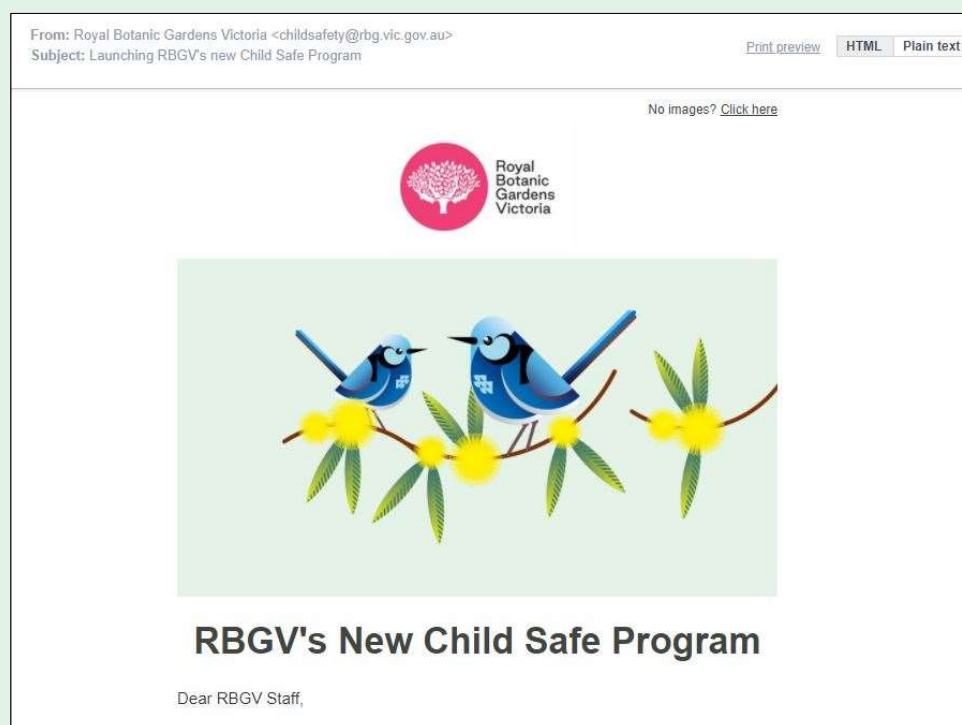 From: Royal Botanic Gardens Victoria <childsafety@rbg.vic.gov.au>
Subject: Launching RBGV's new Child Safe Program
Print preview HTML Plain text
No images? Click here
Royal
Botanic
Gardens
Victoria
RBGV's New Child Safe Program
Dear RBGV Staff,